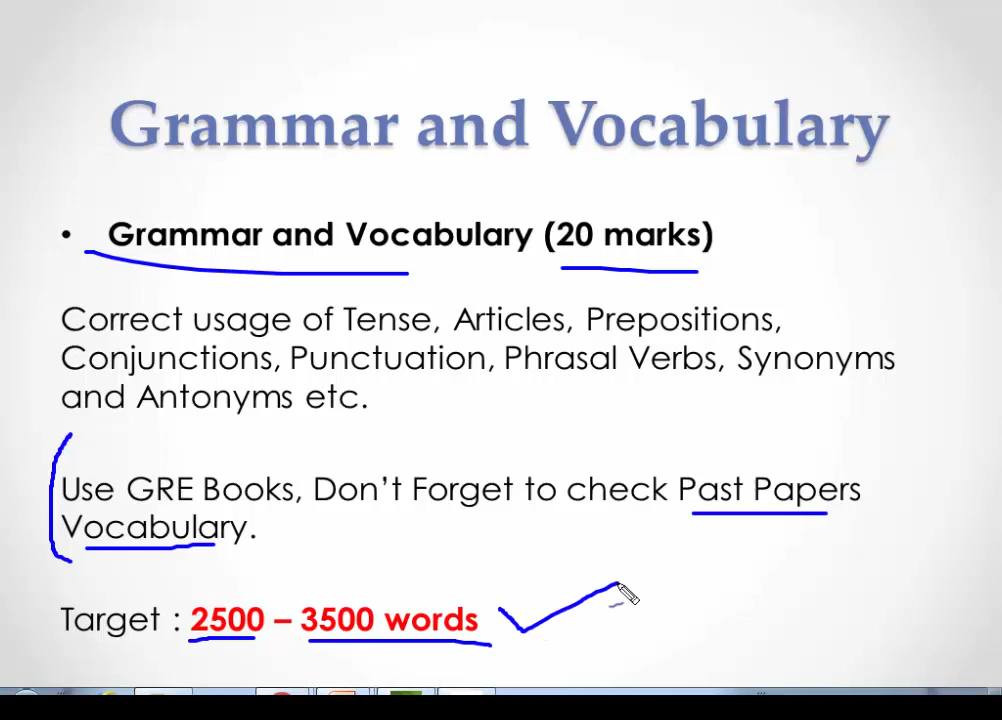 Grammar and Vocabulary
• Grammar and Vocabulary (20 marks)
Correct usage of Tense, Articles, Prepositions,
Conjunctions, Punctuation, Phrasal Verbs, Synonyms
and Antonyms etc.
Use GRE Books, Don’t Forget to check Past Papers
Vocabulary.
Target : 2500 – 3500 words